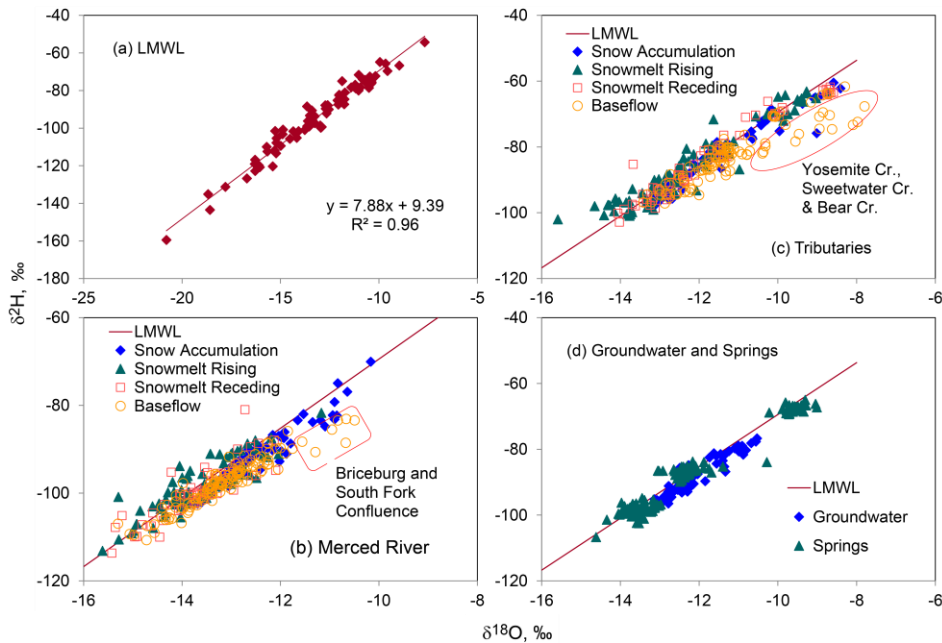 (a) LMWL
y = 7.88x + 9.39
R² = 0.96
-40
-60
-80
-100
-120
-140
-160
-180
-25
-20
-15
-10
-5
LMWL
Snow Accumulation
Snowmelt Rising
Snowmelt Receding
Baseflow
Yosemite Cr.,
Sweetwater Cr.
& Bear Cr.
(c) Tributaries
-40
-60
-80
-100
-120
-16
-14
-12
-10
-8
-6
δ²H, ‰
LMWL
Snow Accumulation
Snowmelt Rising
Snowmelt Receding
Baseflow
Briceburg and
South Fork
Confluence
(b) Merced River
-60
-80
-100
-120
-16
-14
-12
-10
-8
(d) Groundwater and Springs
LMWL
Groundwater
Springs
-40
-60
-80
-100
-120
-16
-14
-12
-10
-8
-6
δ¹⁸O, ‰